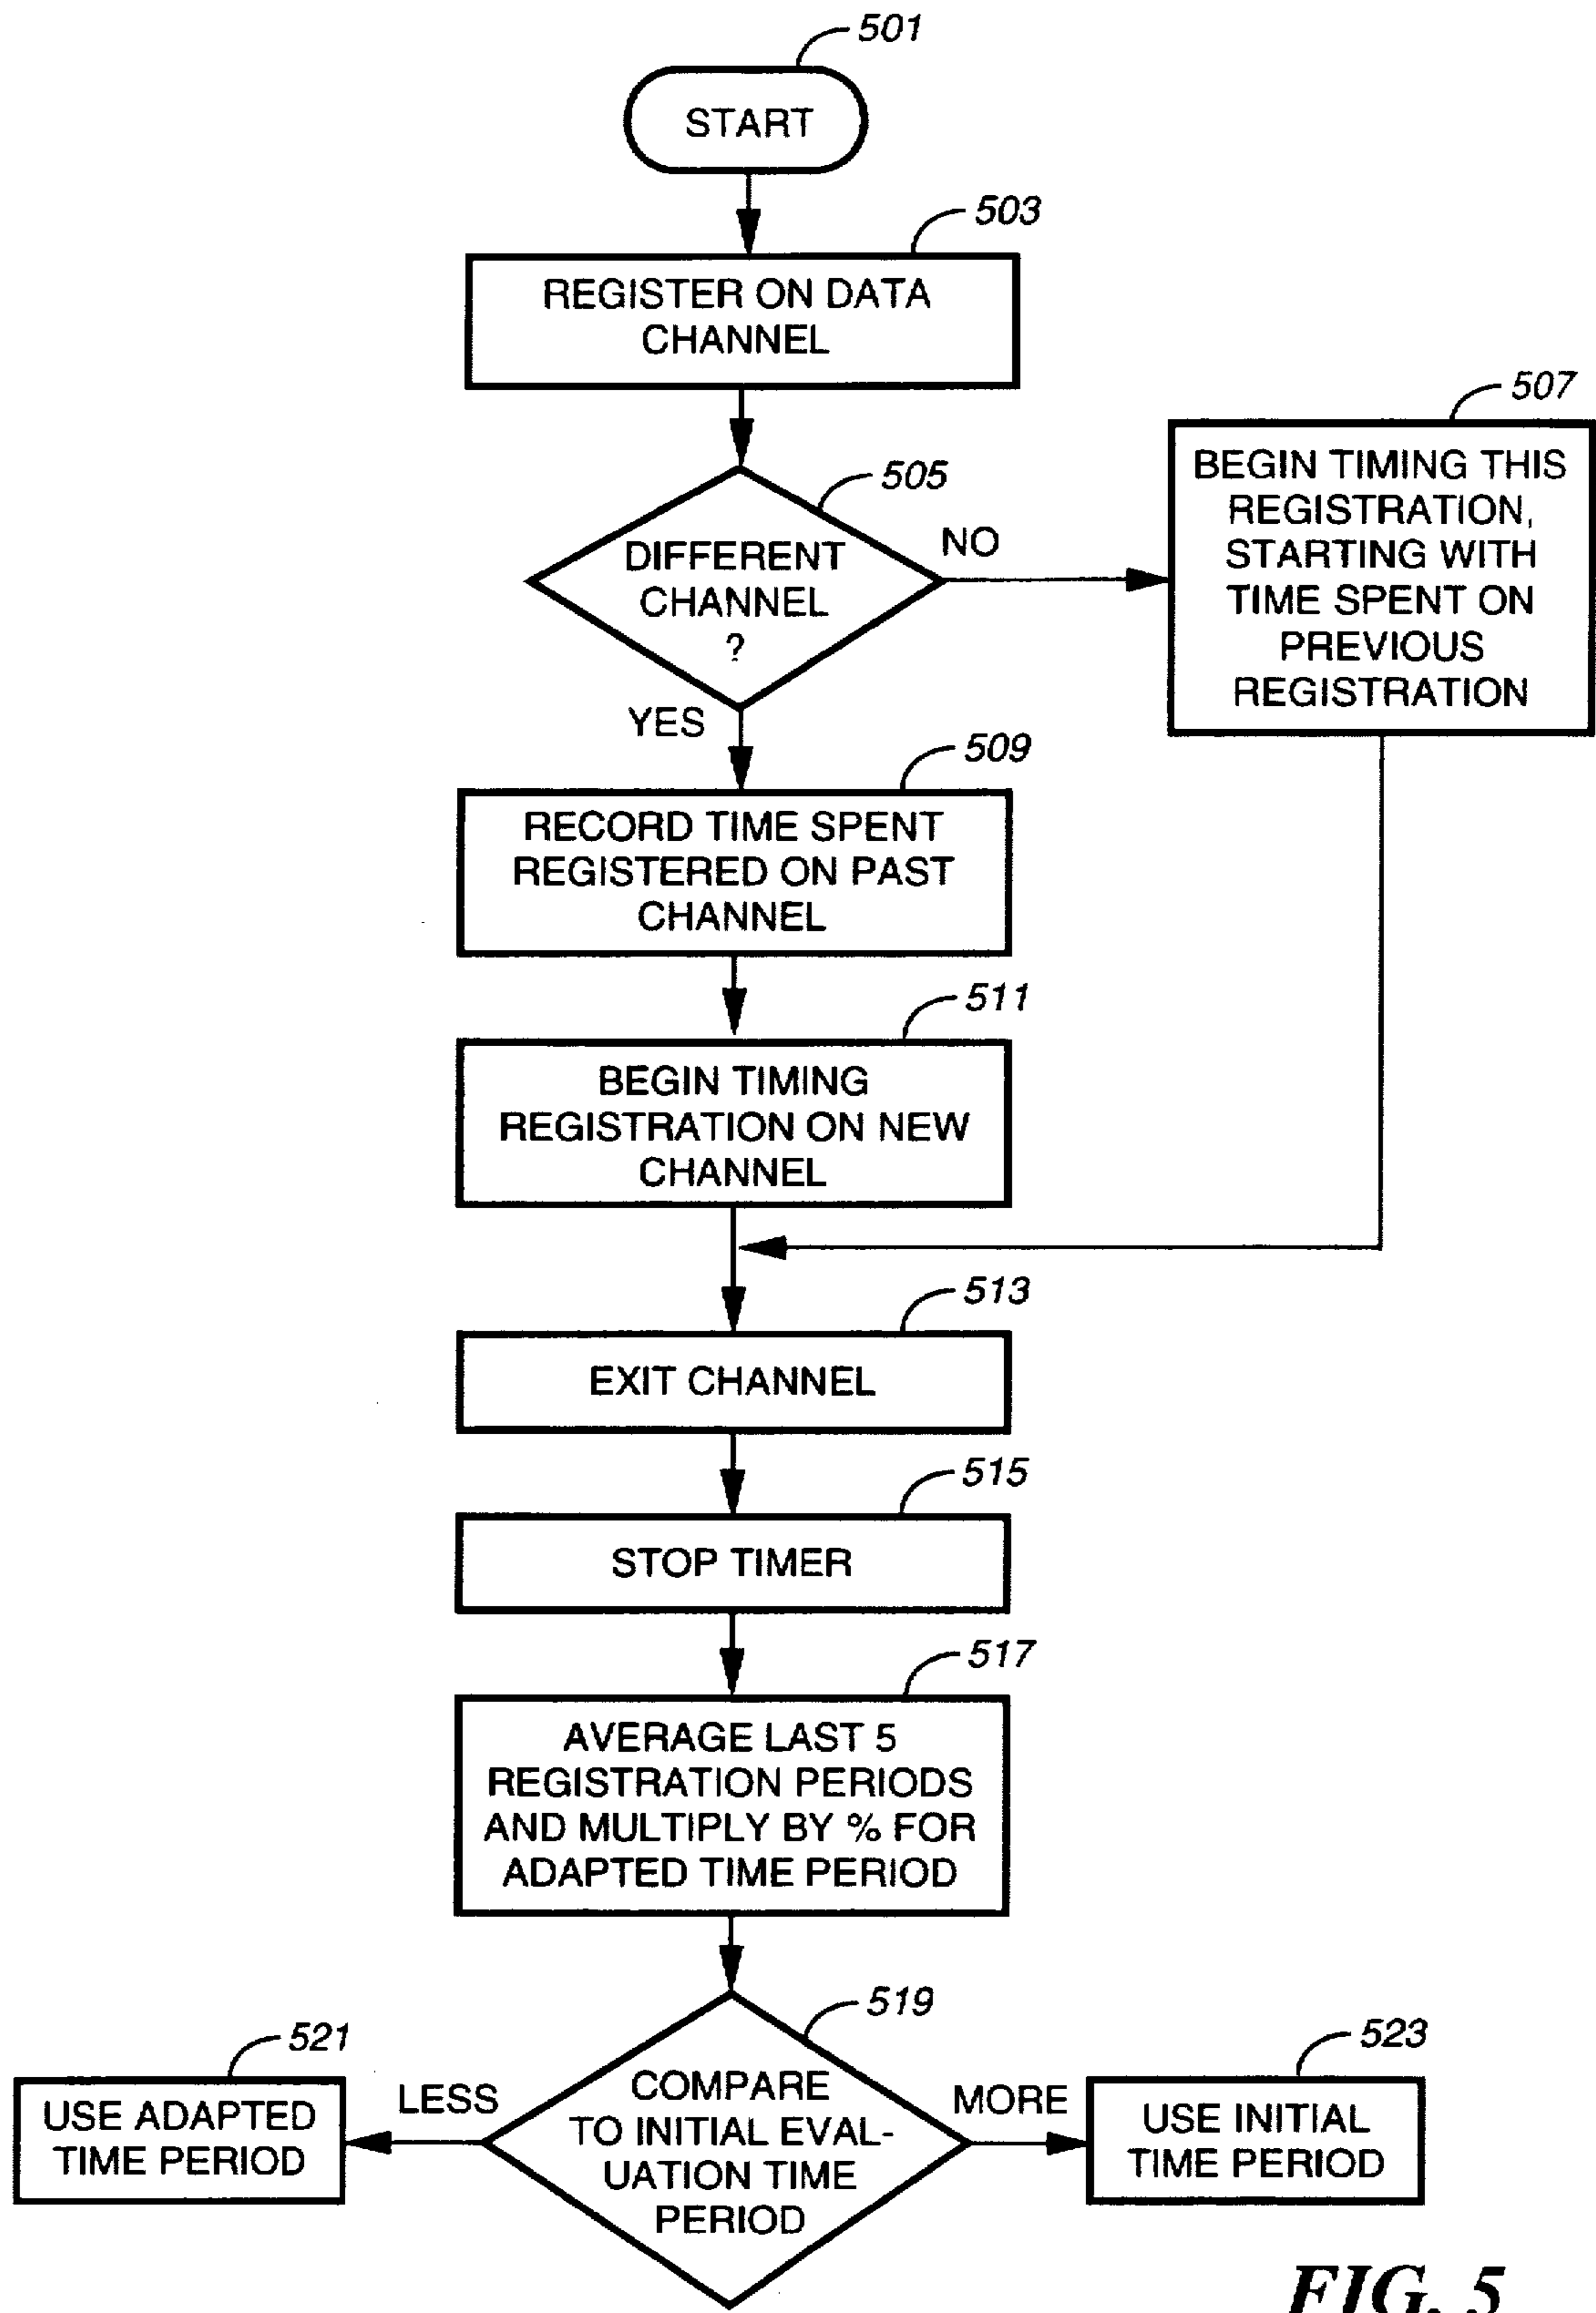 501
START
503
REGISTER ON DATA
CHANNEL
505
DIFFERENT
CHANNEL
?
NO
507
BEGIN TIMING THIS
REGISTRATION,
STARTING WITH
TIME SPENT ON
PREVIOUS
REGISTRATION
YES
509
RECORD TIME SPENT
REGISTERED ON PAST
CHANNEL
511
BEGIN TIMING
REGISTRATION ON NEW
CHANNEL
513
EXIT CHANNEL
515
STOP TIMER
517
AVERAGE LAST 5
REGISTRATION PERIODS
AND MULTIPLY BY % FOR
ADAPTED TIME PERIOD
519
COMPARE
TO INITIAL EVAL-
UATION TIME
PERIOD
LESS
521
USE ADAPTED
TIME PERIOD
MORE
523
USE INITIAL
TIME PERIOD
FIG. 5